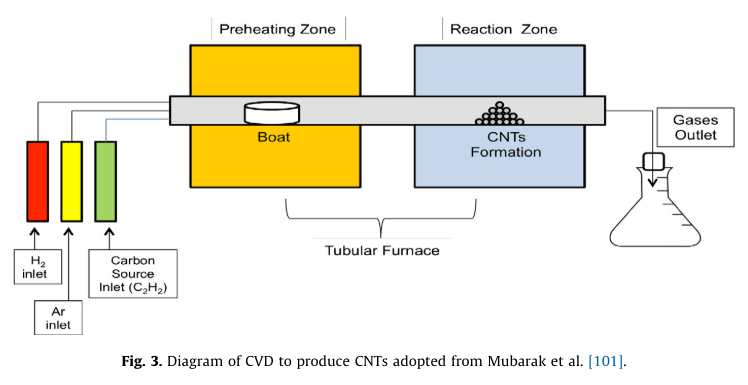 Preheating Zone
Reaction Zone
Boat
CNTs
Formation
Gases
Outlet
Tubular Furnace
H₂
inlet
Ar
inlet
Carbon
Source
Inlet (C₂H₂)
Fig. 3. Diagram of CVD to produce CNTs adopted from Mubarak et al. [101].